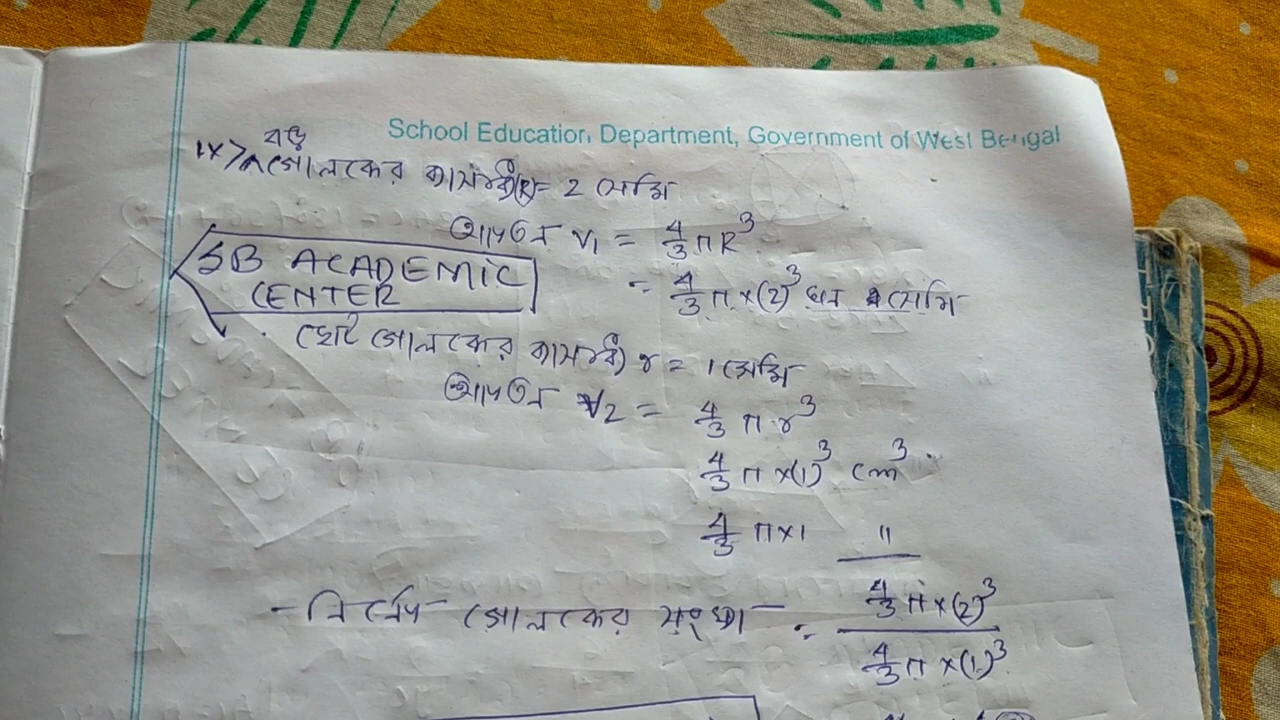 School Education Department, Government of West Bengal
ix> বড় গোলকের ব্যাসার্ধ (R) = 2 সেমি
আয়তন V₁ = 4/3 πR³
= 4/3 π × (2)³ ঘন সেমি
SB ACADEMIC
CENTER
ছোট গোলকের ব্যাসার্ধ r = 1 সেমি
আয়তন V2 = 4/3 π r³
4/3 π × (1)³ cm³
4/3 π × 1 "
নির্ণেয় গোলকের সংখ্যা = 4/3 π × (2)³ / 4/3 π × (1)³